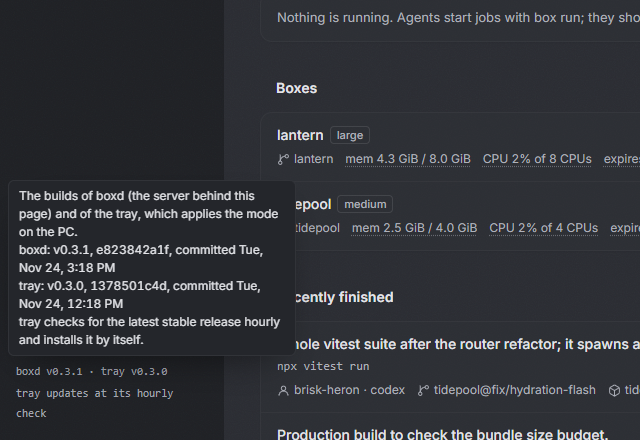 Nothing is running. Agents start jobs with box run; they sho
Boxes
lantern large
lantern mem 4.3 GiB / 8.0 GiB CPU 2% of 8 CPUs expires
epool medium
tidepool mem 2.5 GiB / 4.0 GiB CPU 2% of 4 CPUs expir
The builds of boxd (the server behind this
page) and of the tray, which applies the mode
on the PC.
boxd: v0.3.1, e823842a1f, committed Tue,
Nov 24, 3:18 PM
tray: v0.3.0, 1378501c4d, committed Tue,
Nov 24, 12:18 PM
tray checks for the latest stable release hourly
and installs it by itself.
boxd v0.3.1 · tray v0.3.0
tray updates at its hourly
check
cently finished
hole vitest suite after the router refactor; it spawns a
npx vitest run
brisk-heron · codex tidepool@fix/hydration-flash tid
Production build to check the bundle size budget.